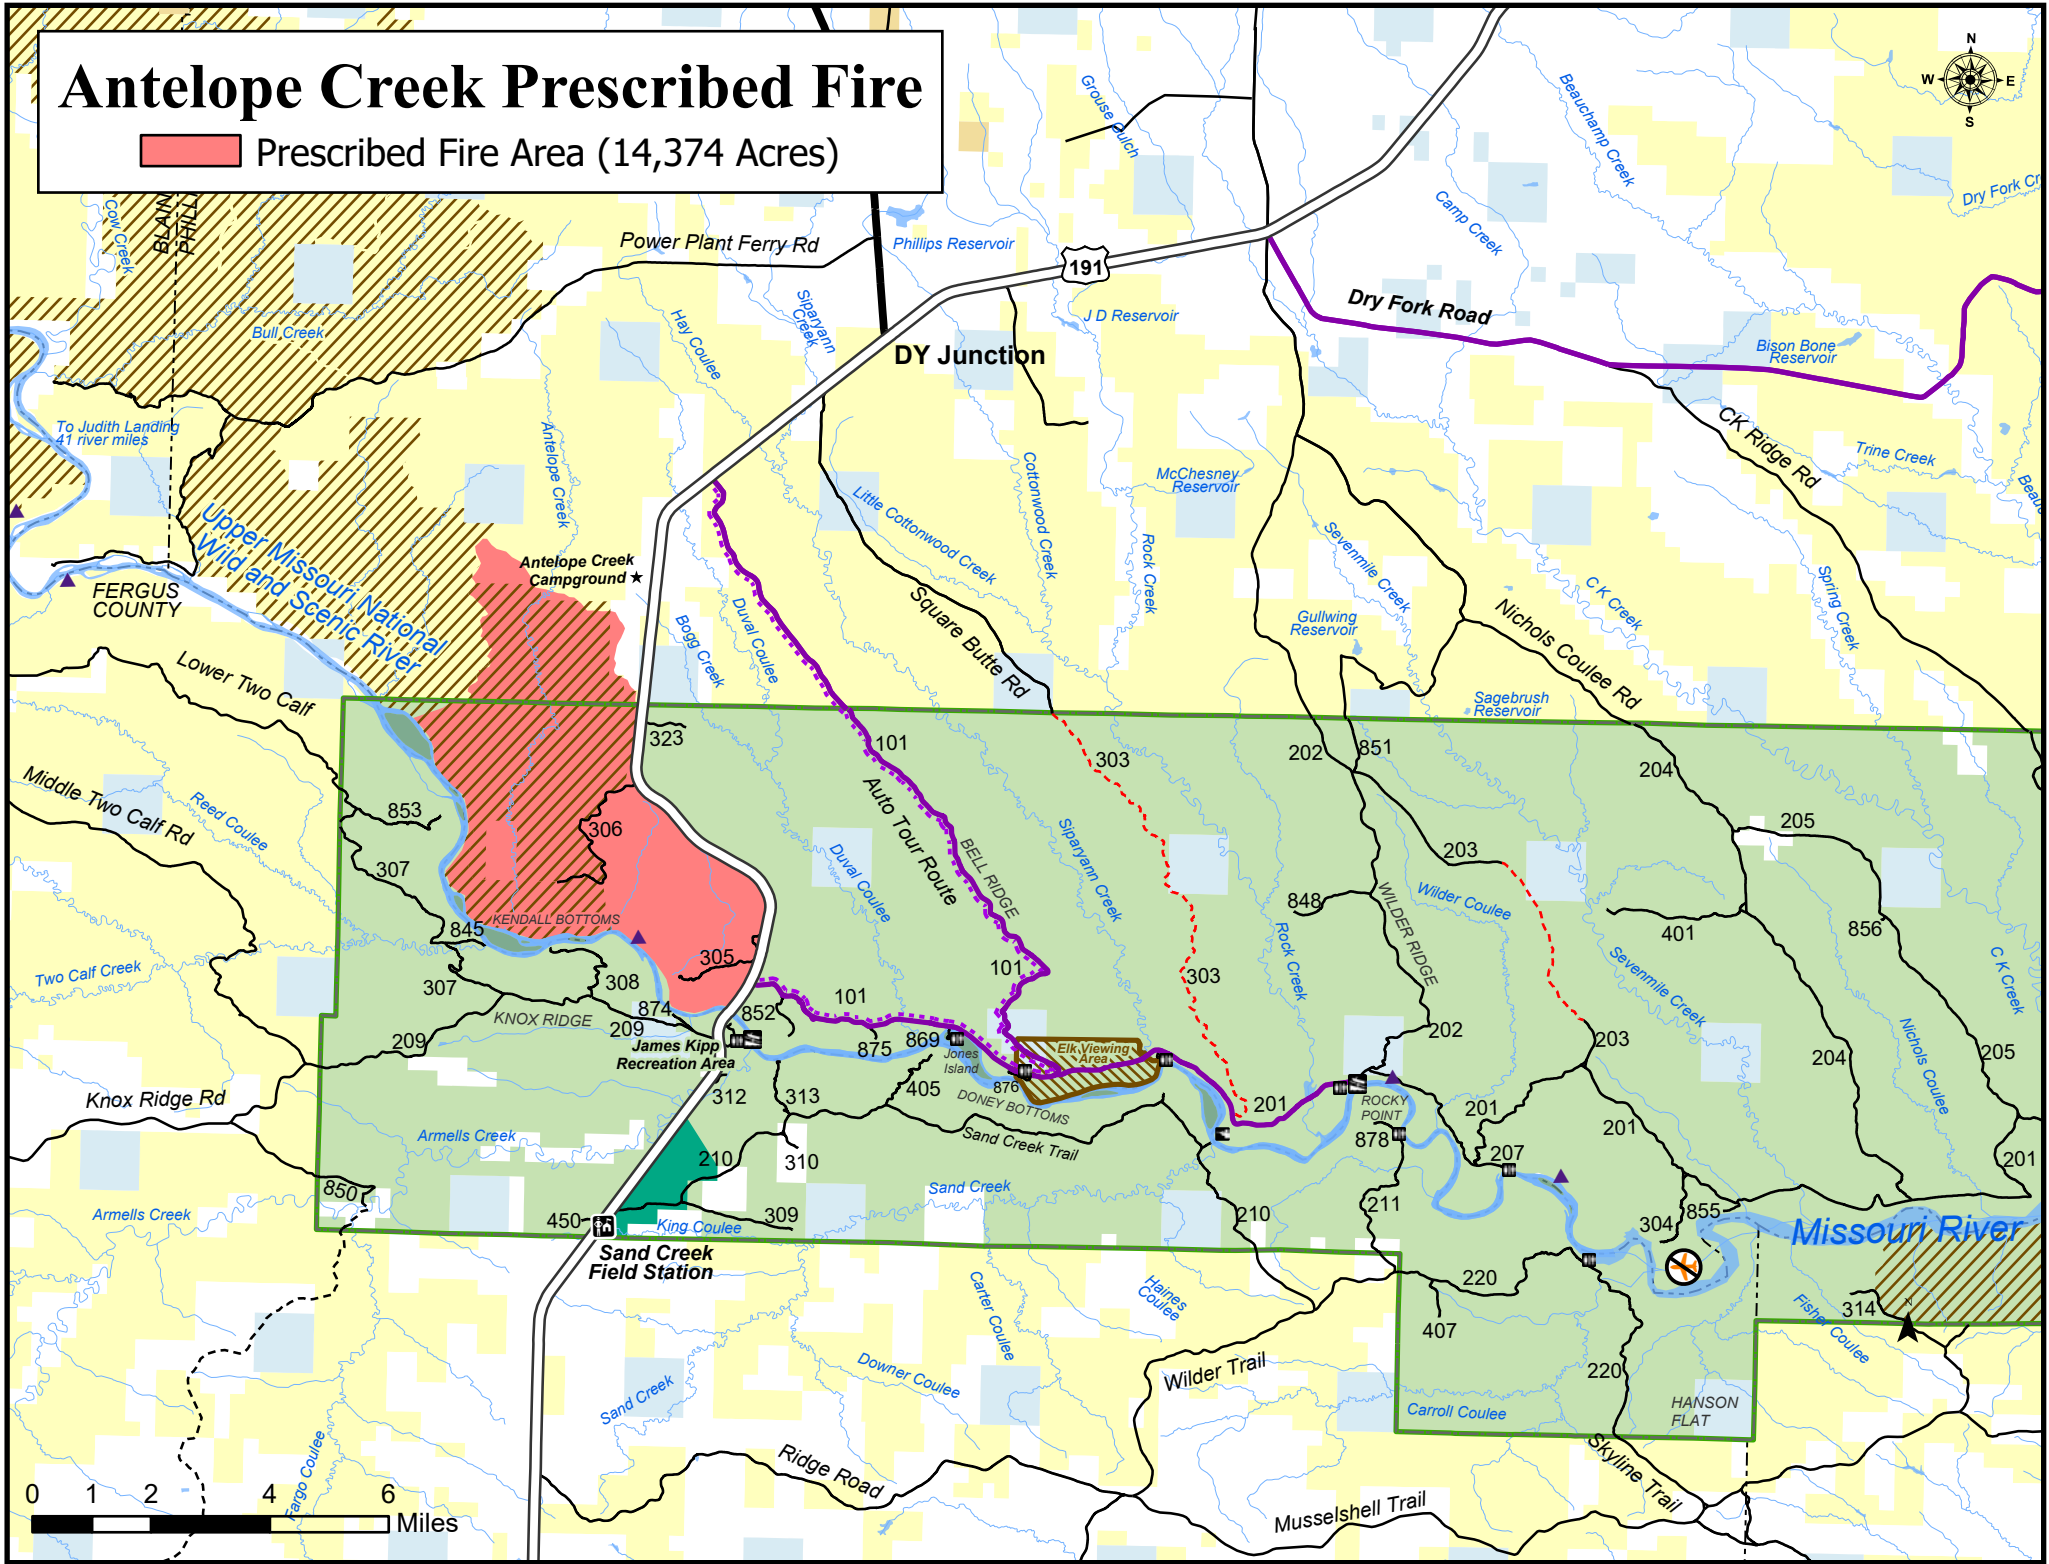 Antelope Creek Prescribed Fire
Prescribed Fire Area (14,374 Acres)
N
W
E
S
Grouse Gulch
Beauchamp Creek
Dry Fork Cr
Camp Creek
Cow Creek
BLAIN
PHILLI
Power Plant Ferry Rd
Phillips Reservoir
191
Siparyann
Creek
Hay Coulee
J D Reservoir
Dry Fork Road
Bull Creek
DY Junction
Bison Bone
Reservoir
To Judith Landing
41 river miles
Antelope Creek
CK Ridge Rd
Trine Creek
Beau
McChesney
Reservoir
Little Cottonwood Creek
Cottonwood Creek
Rock Creek
Sevenmile Creek
Upper Missouri National
Wild and Scenic River
Antelope Creek
Campground
FERGUS
COUNTY
Square Butte Rd
Gullwing
Reservoir
C K Creek
Spring Creek
Nichols Coulee Rd
Bogg Creek
Duval Coulee
Lower Two Calf
Sagebrush
Reservoir
323
101
303
202
851
204
Middle Two Calf Rd
Reed Coulee
853
306
Auto Tour Route
BELL RIDGE
Siparyann Creek
Duval Coulee
205
203
307
848
WILDER RIDGE
Wilder Coulee
845
KENDALL BOTTOMS
401
856
305
101
303
Rock Creek
Sevenmile Creek
C K Creek
Two Calf Creek
307
308
101
874
852
KNOX RIDGE
209
209
James Kipp
Recreation Area
875
869
Jones
Island
Elk Viewing
Area
202
203
204
205
Nichols Coulee
876
DONEY BOTTOMS
405
313
312
Knox Ridge Rd
201
ROCKY
POINT
878
201
201
207
201
Armells Creek
Sand Creek Trail
210
310
850
Armells Creek
Sand Creek
450
King Coulee
309
210
211
304
855
Missouri River
Sand Creek
Field Station
Carter Coulee
Haines
Coulee
220
407
Fisher Coulee
314
N
Downer Coulee
Sand Creek
Wilder Trail
220
HANSON
FLAT
Carroll Coulee
Fargo Coulee
Ridge Road
Skyline Trail
Musselshell Trail
0 1 2 4 6
Miles